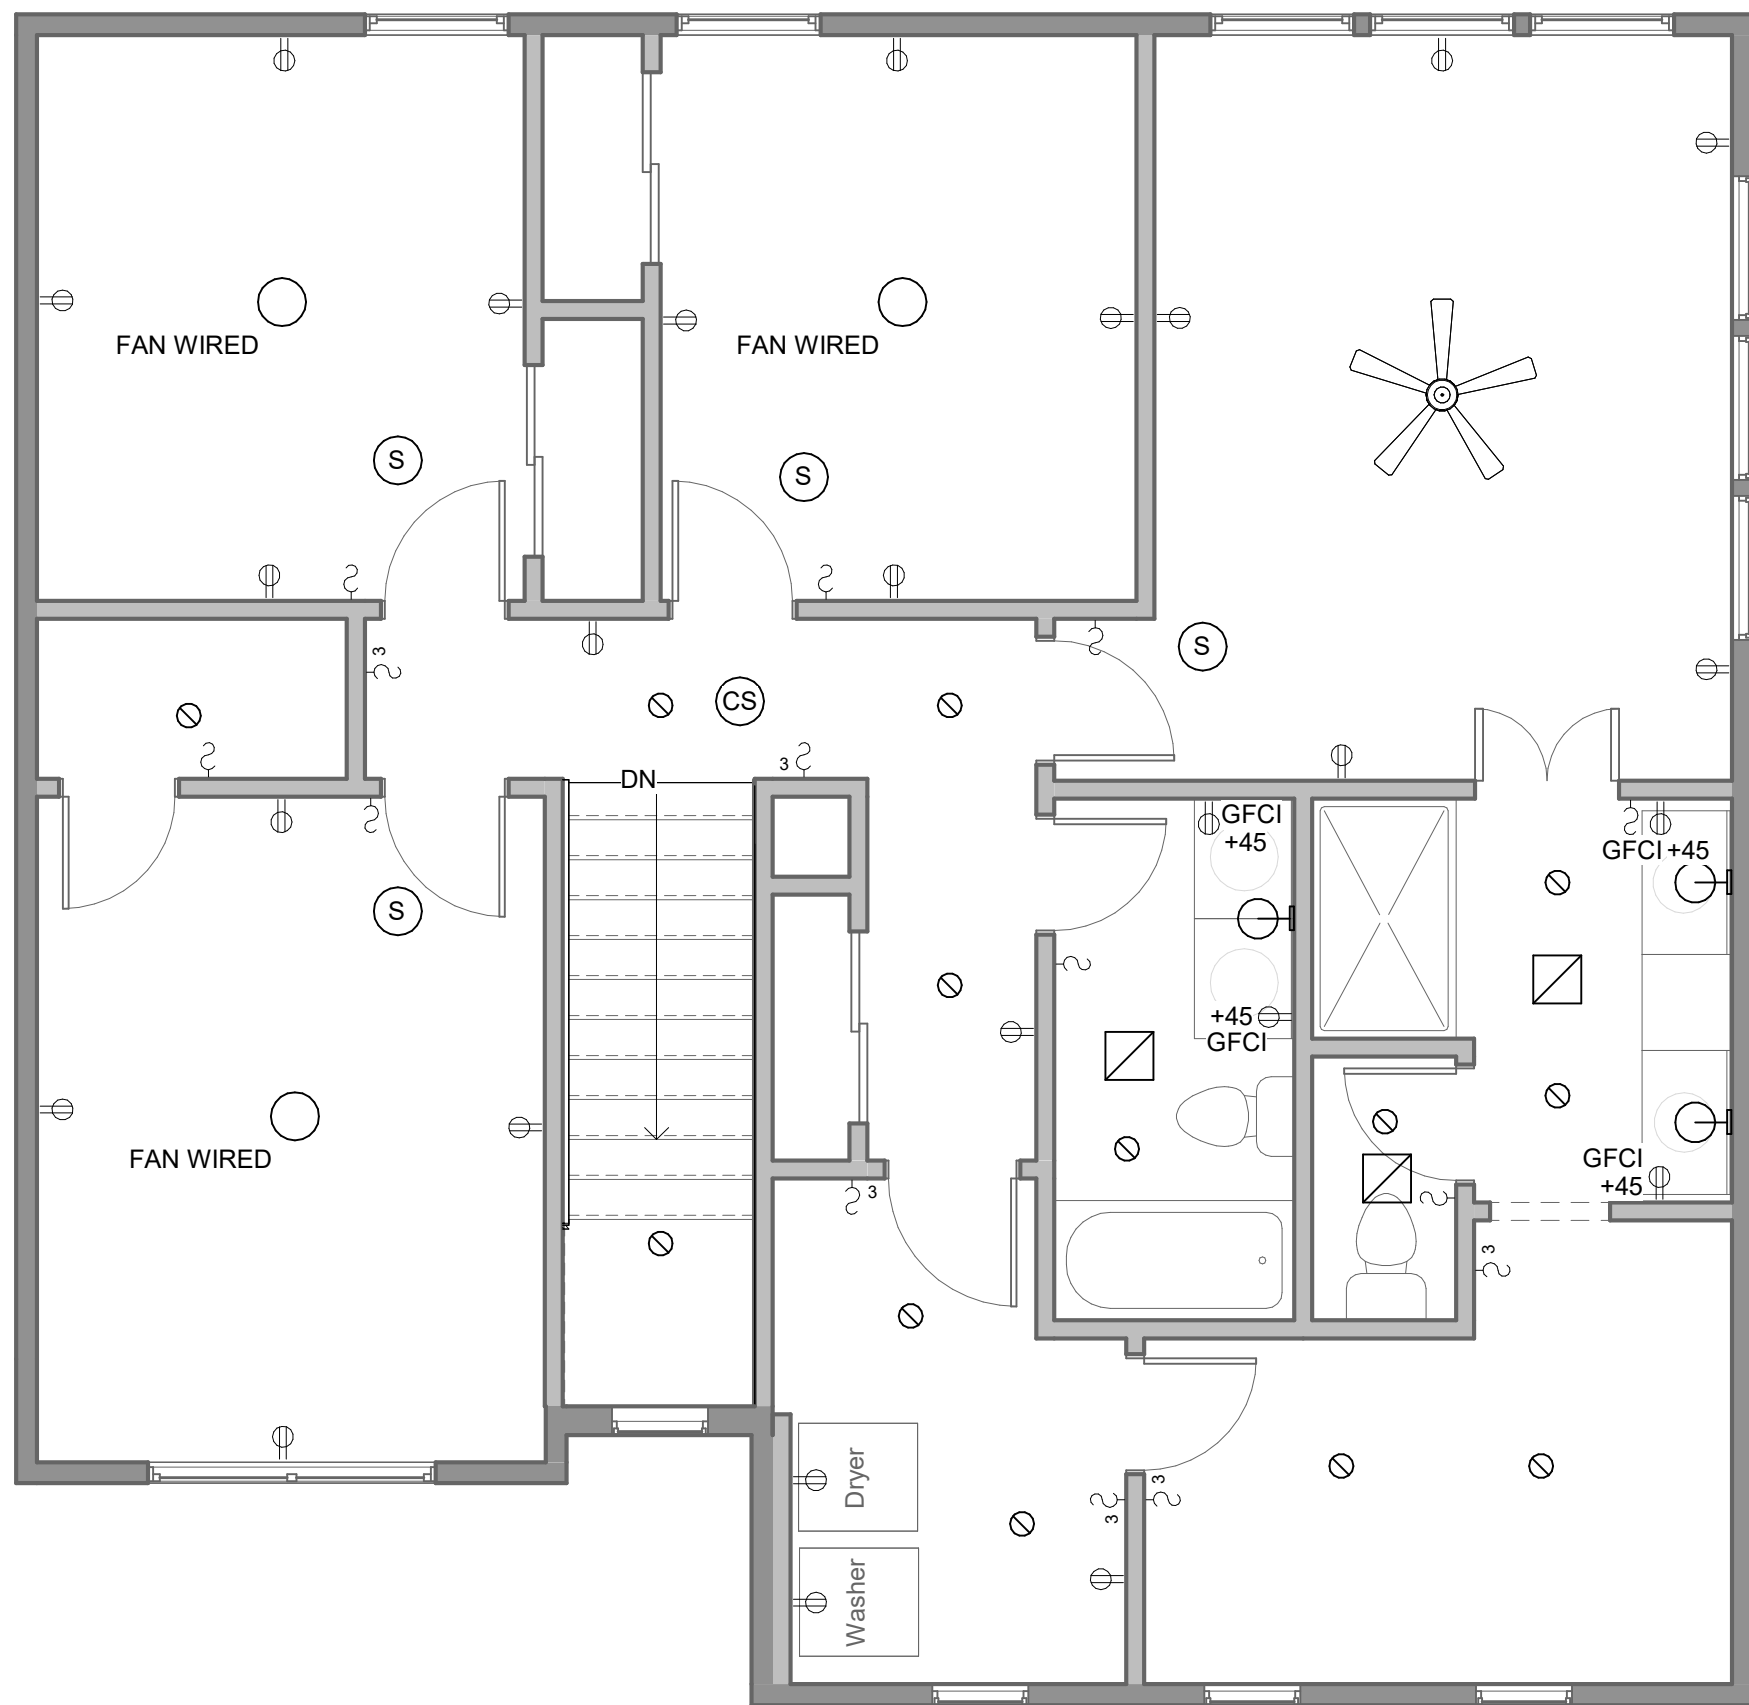 FAN WIRED
FAN WIRED
S
S
S
3
CS
3
DN
GFCI
+45
GFCI +45
S
+45
GFCI
FAN WIRED
GFCI
+45
3
3
Dryer
3
3
Washer